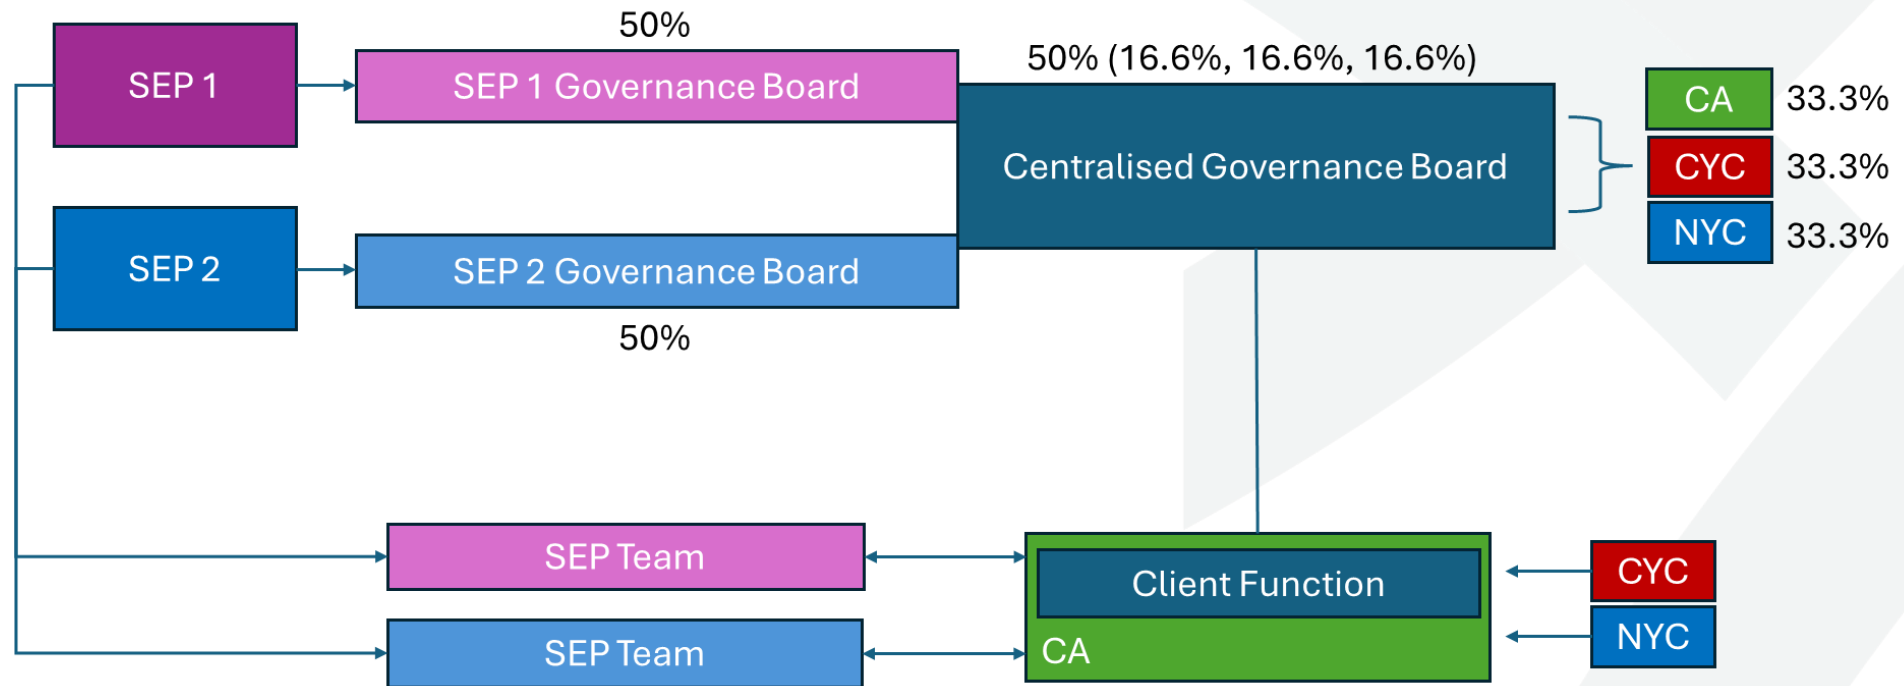 50%
SEP 1
SEP 1 Governance Board
50% (16.6%, 16.6%, 16.6%)
CA
33.3%
Centralised Governance Board
CYC
33.3%
NYC
33.3%
SEP 2
SEP 2 Governance Board
50%
SEP Team
Client Function
CYC
SEP Team
CA
NYC